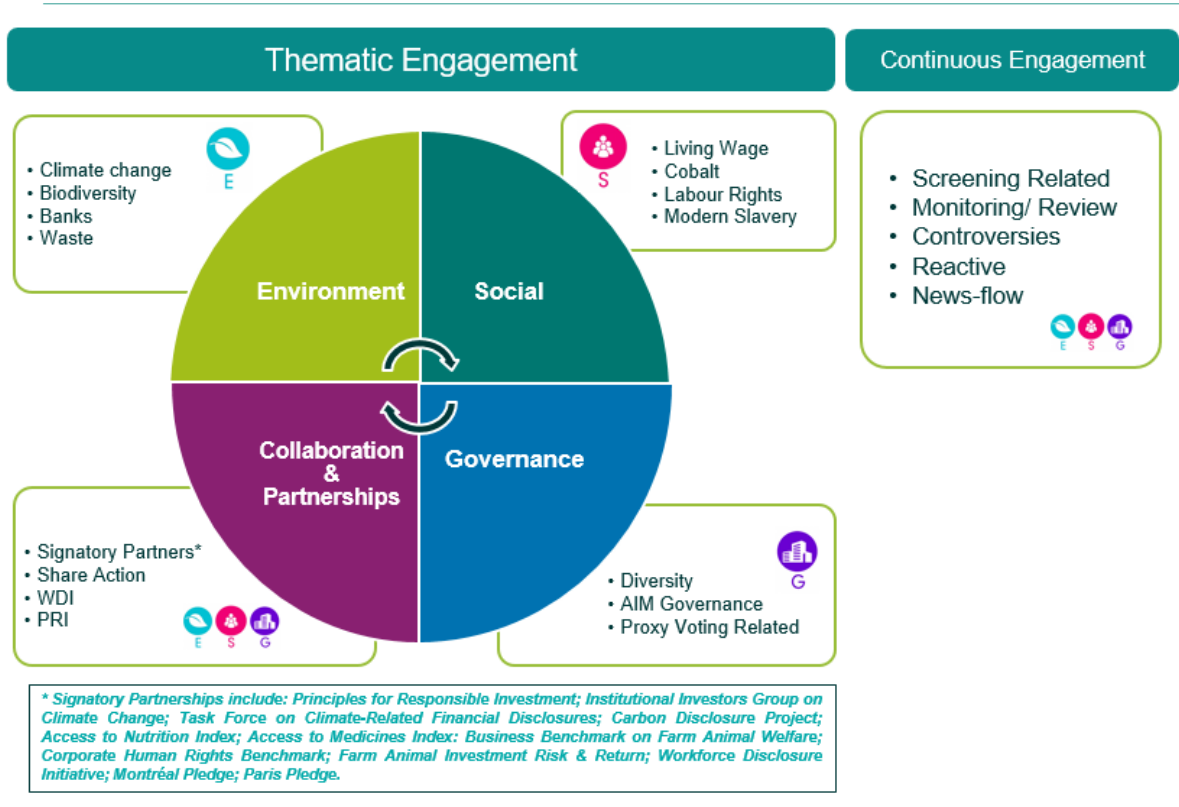 Thematic Engagement
Continuous Engagement
• Climate change
• Biodiversity
• Banks
• Waste
E
S
• Living Wage
• Cobalt
• Labour Rights
• Modern Slavery
• Screening Related
• Monitoring/ Review
• Controversies
• Reactive
• News-flow
E S G
Environment
Social
Collaboration
&
Partnerships
Governance
• Signatory Partners*
• Share Action
• WDI
• PRI
E S G
• Diversity
• AIM Governance
• Proxy Voting Related
G
* Signatory Partnerships include: Principles for Responsible Investment; Institutional Investors Group on
Climate Change; Task Force on Climate-Related Financial Disclosures; Carbon Disclosure Project;
Access to Nutrition Index; Access to Medicines Index: Business Benchmark on Farm Animal Welfare;
Corporate Human Rights Benchmark; Farm Animal Investment Risk & Return; Workforce Disclosure
Initiative; Montréal Pledge; Paris Pledge.